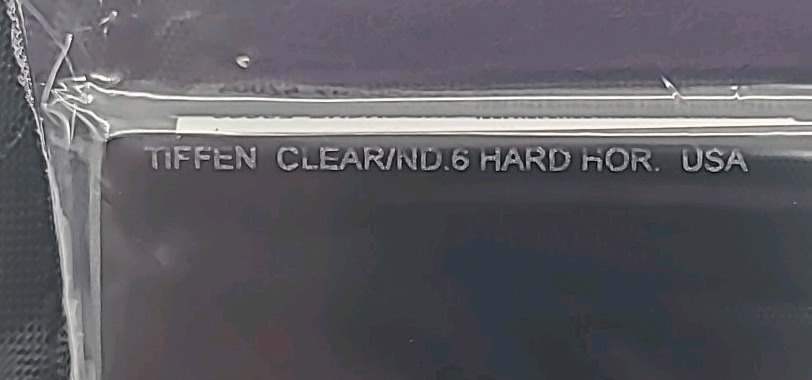 TIFFEN CLEAR/ND.6 HARD HOR. USA